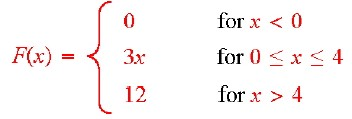 0 for x < 0
F(x) = { 3x for 0 ≤ x ≤ 4
12 for x > 4